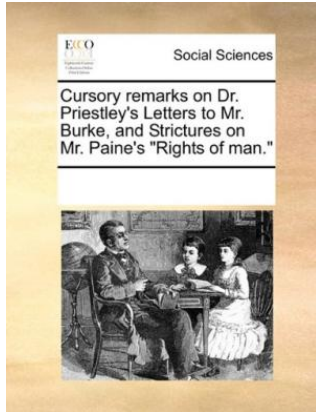 ECCO
Social Sciences
Cursory remarks on Dr.
Priestley's Letters to Mr.
Burke, and Strictures on
Mr. Paine's "Rights of man."